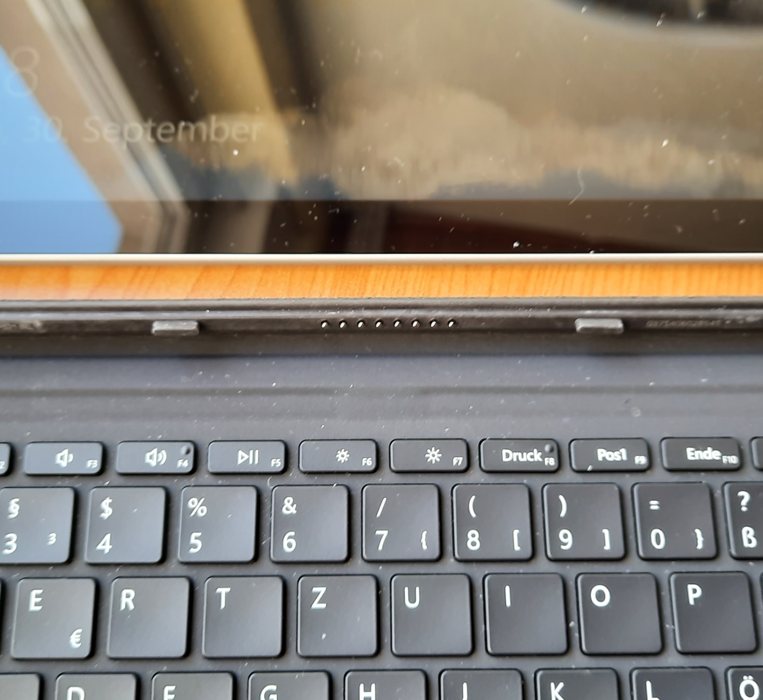 8
30. September
F3 F4 F5 F6 F7 Druck F8 Pos1 F9 Ende F10
§ $ % & / ( ) = ?
3 ³ 4 5 6 7 { 8 [ 9 ] 0 } ß
E € R T Z U I O P
D F G H J K L Ö